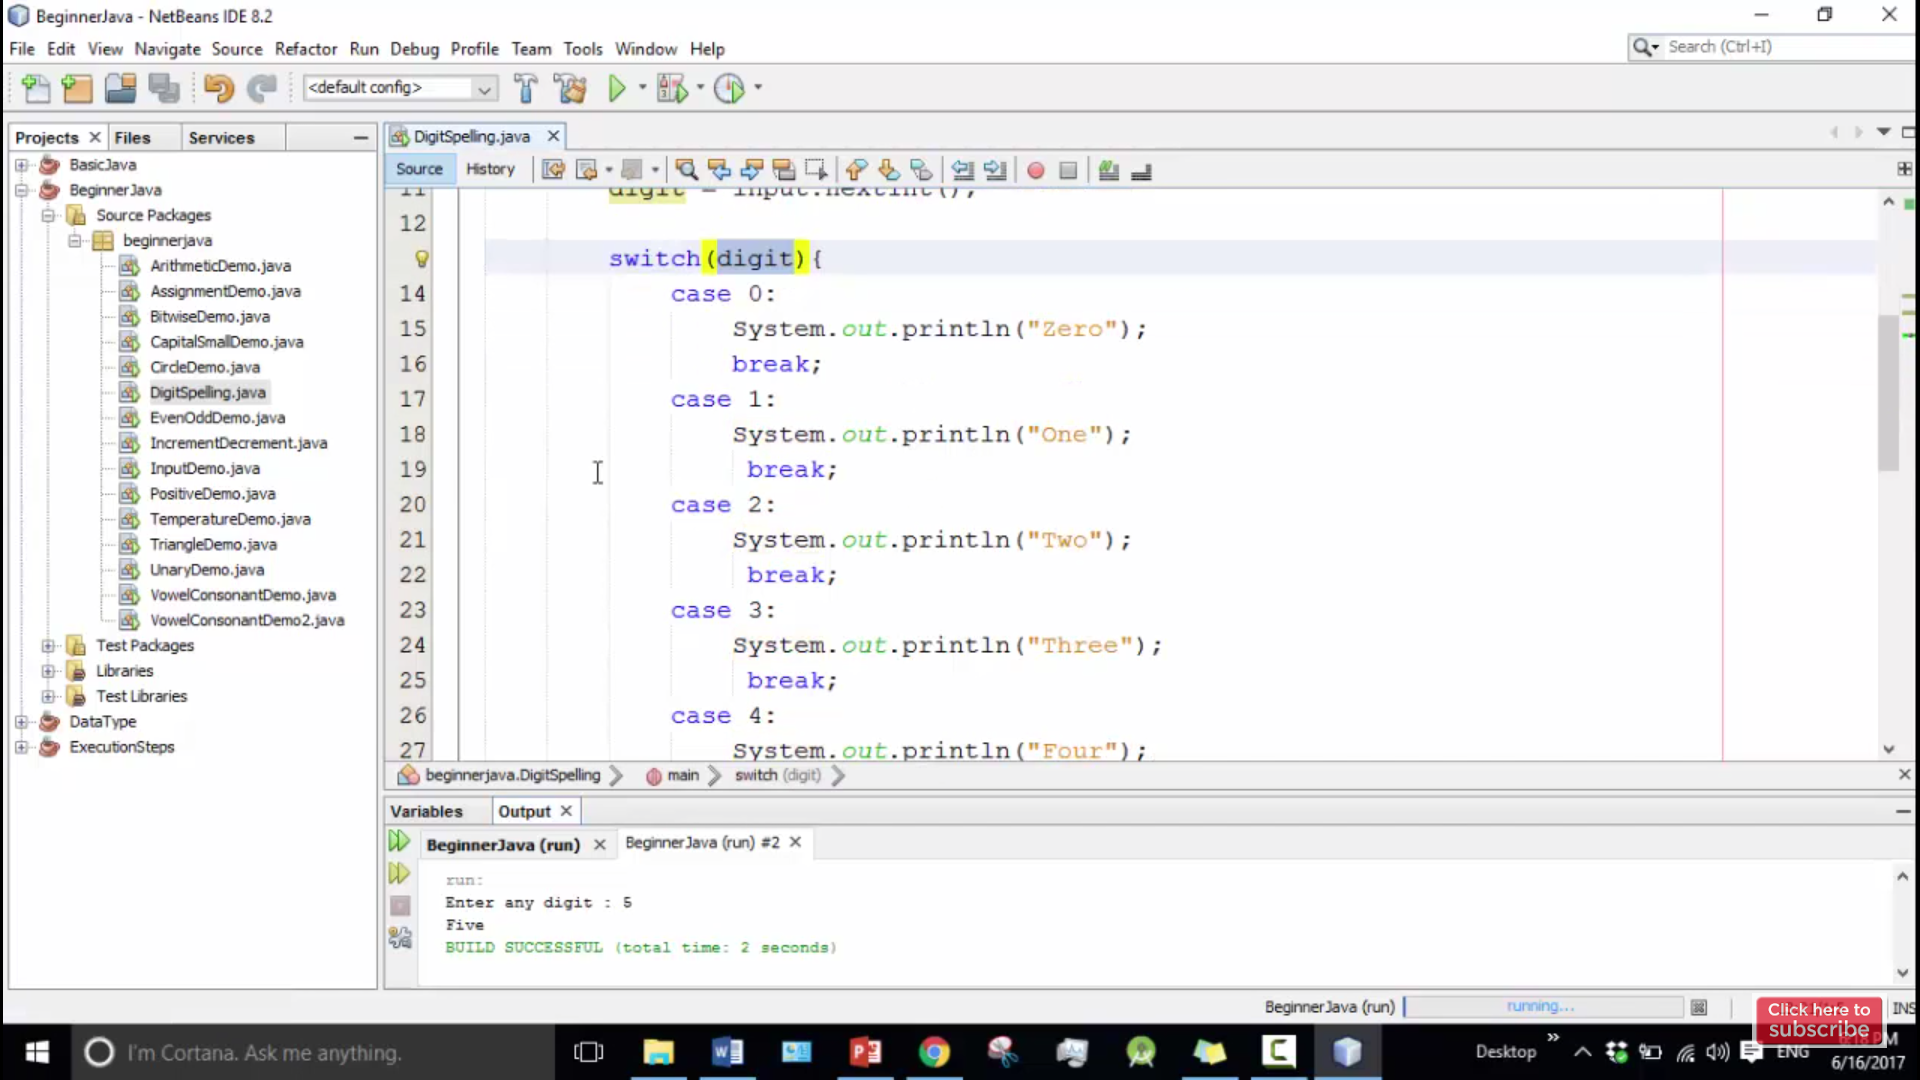 BeginnerJava - NetBeans IDE 8.2
File Edit View Navigate Source Refactor Run Debug Profile Team Tools Window Help
Search (Ctrl+I)
<default config>
Projects Files Services
BasicJava
BeginnerJava
Source Packages
beginnerjava
ArithmeticDemo.java
AssignmentDemo.java
BitwiseDemo.java
CapitalSmallDemo.java
CircleDemo.java
DigitSpelling.java
EvenOddDemo.java
IncrementDecrement.java
InputDemo.java
PositiveDemo.java
TemperatureDemo.java
TriangleDemo.java
UnaryDemo.java
VowelConsonantDemo.java
VowelConsonantDemo2.java
Test Packages
Libraries
Test Libraries
DataType
ExecutionSteps
DigitSpelling.java
Source History
11 digit = input.nextInt();
12
switch(digit){
14 case 0:
15 System.out.println("Zero");
16 break;
17 case 1:
18 System.out.println("One");
19 break;
20 case 2:
21 System.out.println("Two");
22 break;
23 case 3:
24 System.out.println("Three");
25 break;
26 case 4:
27 System.out.println("Four");
beginnerjava.DigitSpelling main switch (digit)
Variables Output
BeginnerJava (run) BeginnerJava (run) #2
run:
Enter any digit : 5
Five
BUILD SUCCESSFUL (total time: 2 seconds)
BeginnerJava (run) running... INS
Click here to
subscribe
I'm Cortana. Ask me anything.
Desktop
ENG
6/16/2017